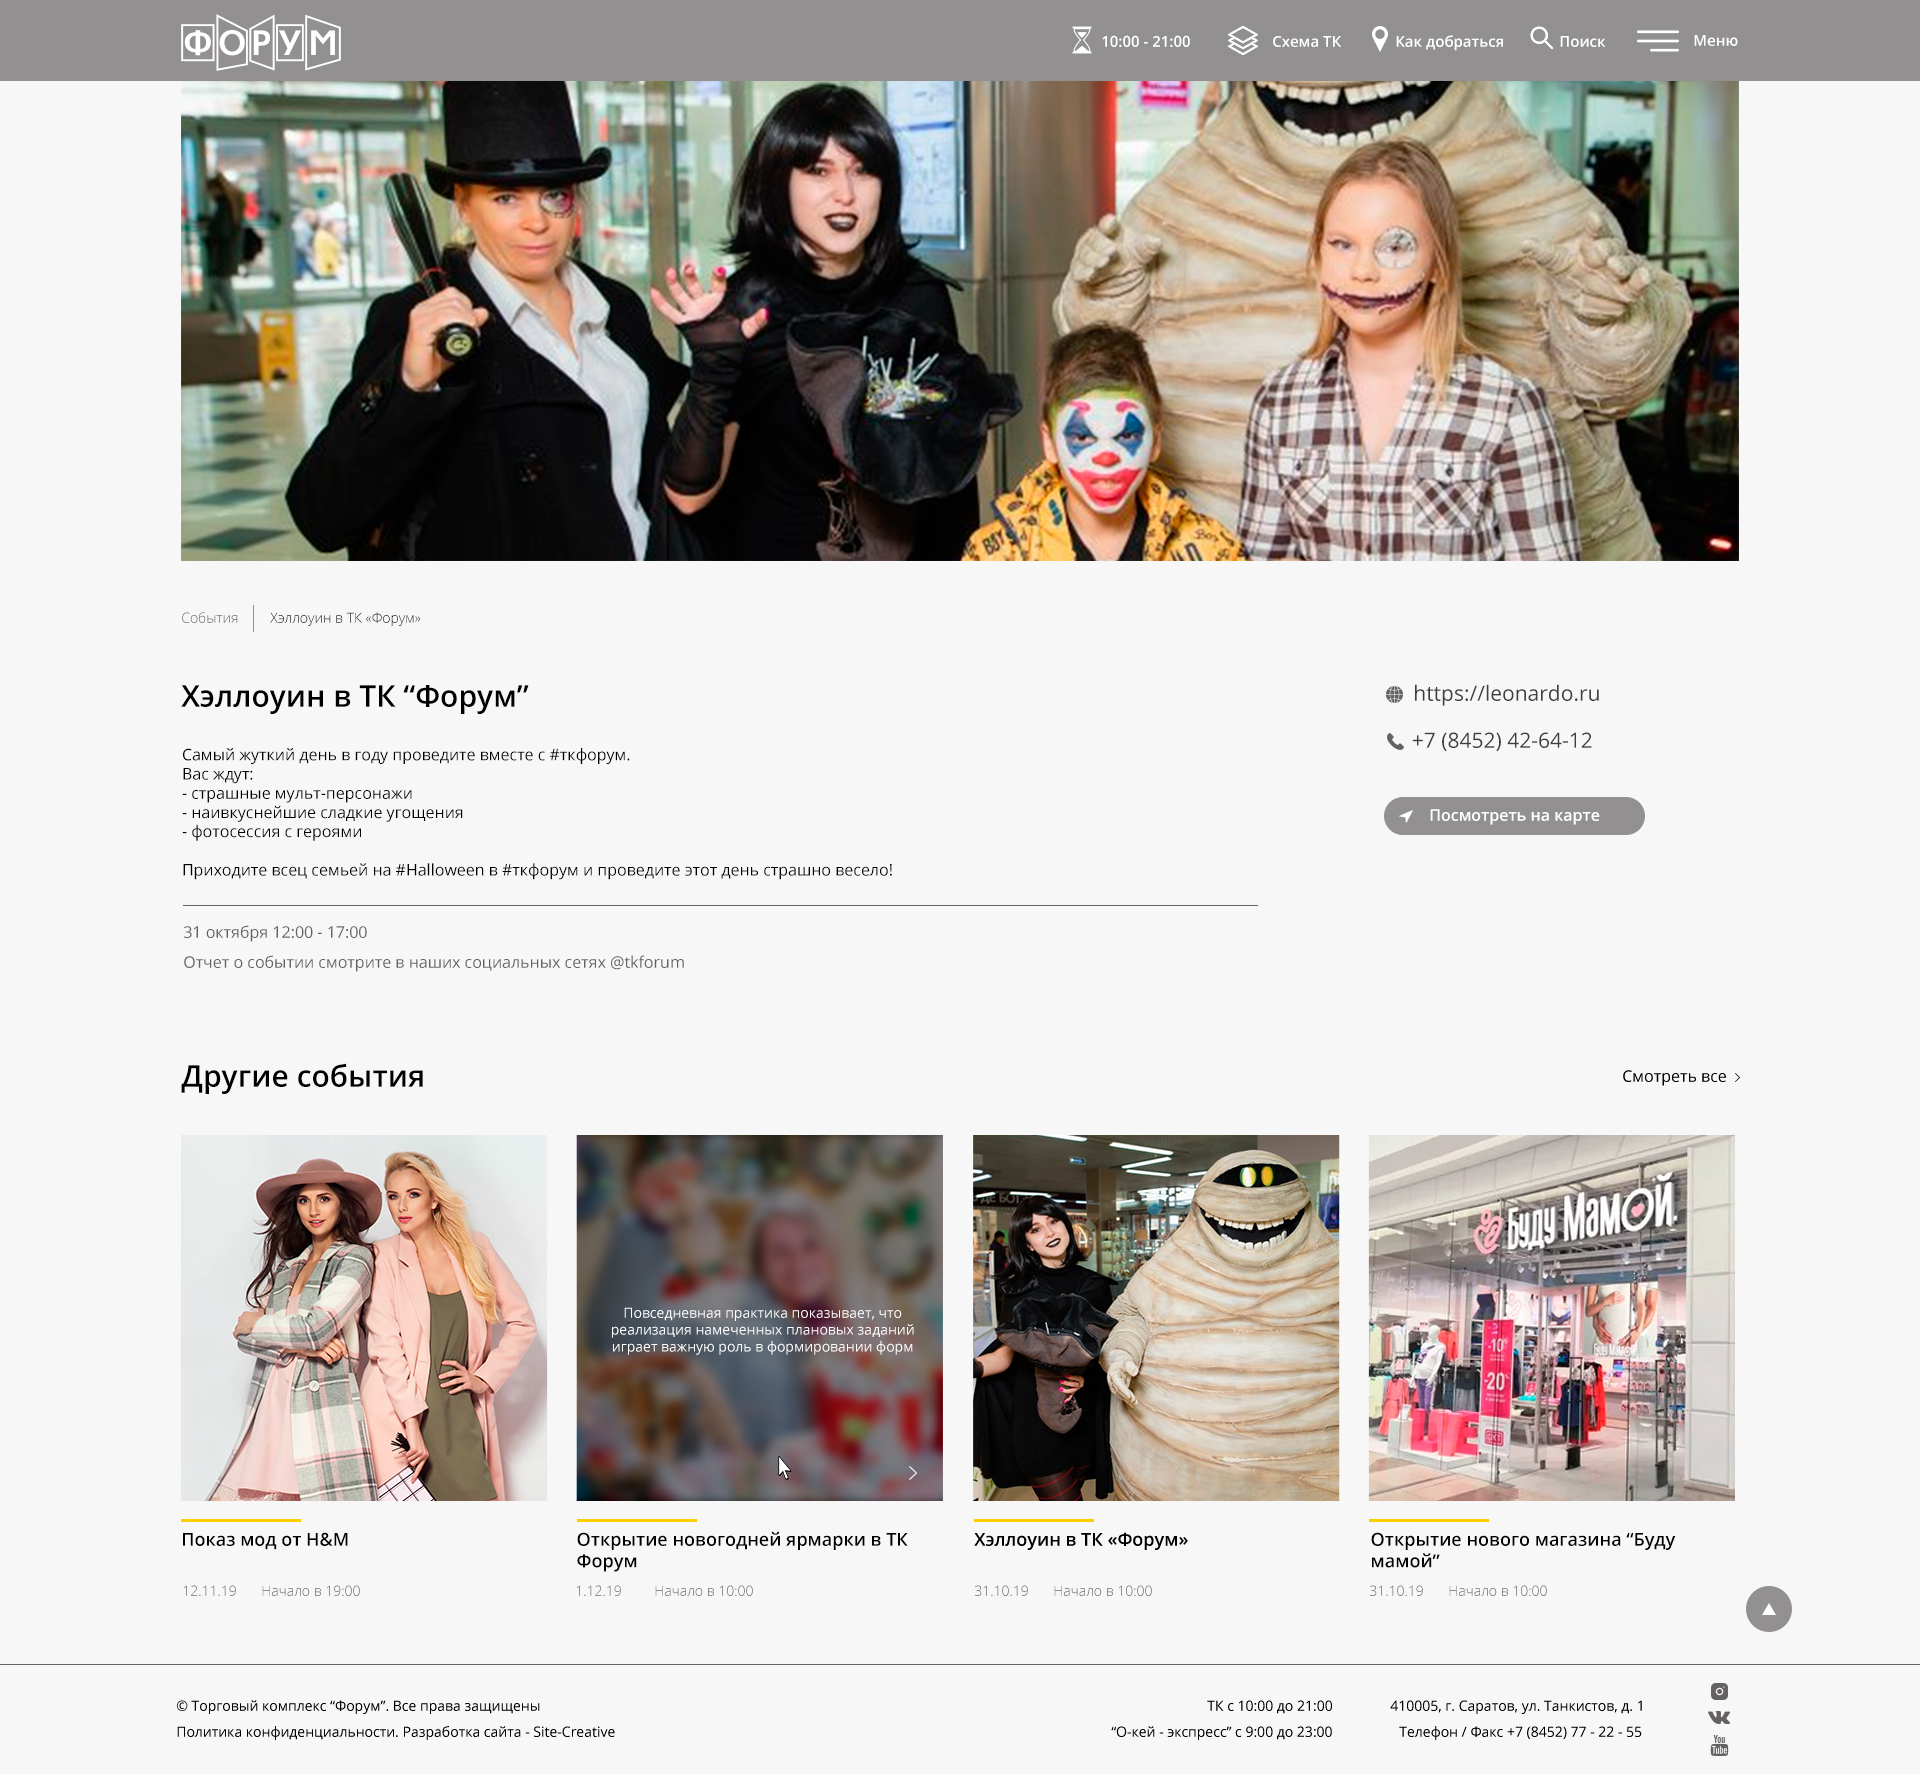 ФОРУМ
10:00 - 21:00
Схема ТК
Как добраться
Поиск
Меню
События
Хэллоуин в ТК «Форум»
Хэллоуин в ТК “Форум”
https://leonardo.ru
+7 (8452) 42-64-12
Посмотреть на карте
Самый жуткий день в году проведите вместе с #ткфорум.
Вас ждут:
- страшные мульт-персонажи
- наивкуснейшие сладкие угощения
- фотосессия с героями
Приходите всец семьей на #Halloween в #ткфорум и проведите этот день страшно весело!
31 октября 12:00 - 17:00
Отчет о событии смотрите в наших социальных сетях @tkforum
Другие события
Смотреть все
Повседневная практика показывает, что
реализация намеченных плановых заданий
играет важную роль в формировании форм
Буду Мамой
-10%
-20%
Показ мод от H&M
12.11.19 Начало в 19:00
Открытие новогодней ярмарки в ТК
Форум
1.12.19 Начало в 10:00
Хэллоуин в ТК «Форум»
31.10.19 Начало в 10:00
Открытие нового магазина “Буду
мамой”
31.10.19 Начало в 10:00
© Торговый комплекс “Форум”. Все права защищены
Политика конфиденциальности. Разработка сайта - Site-Creative
ТК с 10:00 до 21:00
“О-кей - экспресс” с 9:00 до 23:00
410005, г. Саратов, ул. Танкистов, д. 1
Телефон / Факс +7 (8452) 77 - 22 - 55
You
Tube